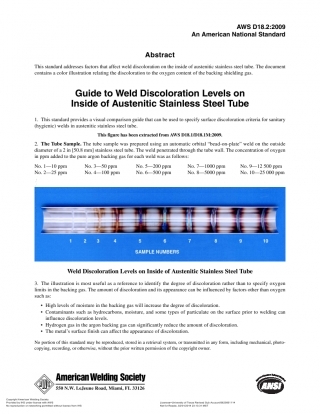 AWS D18.2:2009
An American National Standard
Abstract
This standard addresses factors that affect weld discoloration on the inside of austenitic stainless steel tube. The document
contains a color illustration relating the discoloration to the oxygen content of the backing shielding gas.
Guide to Weld Discoloration Levels on
Inside of Austenitic Stainless Steel Tube
1. This standard provides a visual comparison guide that can be used to specify surface discoloration criteria for sanitary
(hygienic) welds in austenitic stainless steel tube.
This figure has been extracted from AWS D18.1/D18.1M:2009.
2. The Tube Sample. The tube sample was prepared using an automatic orbital "bead-on-plate" weld on the outside
diameter of a 2 in [50.8 mm] stainless steel tube. The weld penetrated through the tube wall. The concentration of oxygen
in ppm added to the pure argon backing gas for each weld was as follows:
No. 1—10 ppm No. 3—50 ppm No. 5—200 ppm No. 7—1000 ppm No. 9—12 500 ppm
No. 2—25 ppm No. 4—100 ppm No. 6—500 ppm No. 8—5000 ppm No. 10—25 000 ppm
1 2 3 4 5 6 7 8 9 10
SAMPLE NUMBERS
Weld Discoloration Levels on Inside of Austenitic Stainless Steel Tube
3. The illustration is most useful as a reference to identify the degree of discoloration rather than to specify oxygen
limits in the backing gas. The amount of discoloration and its appearance can be influenced by factors other than oxygen
such as:
• High levels of moisture in the backing gas will increase the degree of discoloration.
• Contaminants such as hydrocarbons, moisture, and some types of particulate on the surface prior to welding can
influence discoloration levels.
• Hydrogen gas in the argon backing gas can significantly reduce the amount of discoloration.
• The metal's surface finish can affect the appearance of discoloration.
No portion of this standard may be reproduced, stored in a retrieval system, or transmitted in any form, including mechanical, photo-
copying, recording, or otherwise, without the prior written permission of the copyright owner.
American Welding Society
550 N.W. LeJeune Road, Miami, FL 33126
ANSI